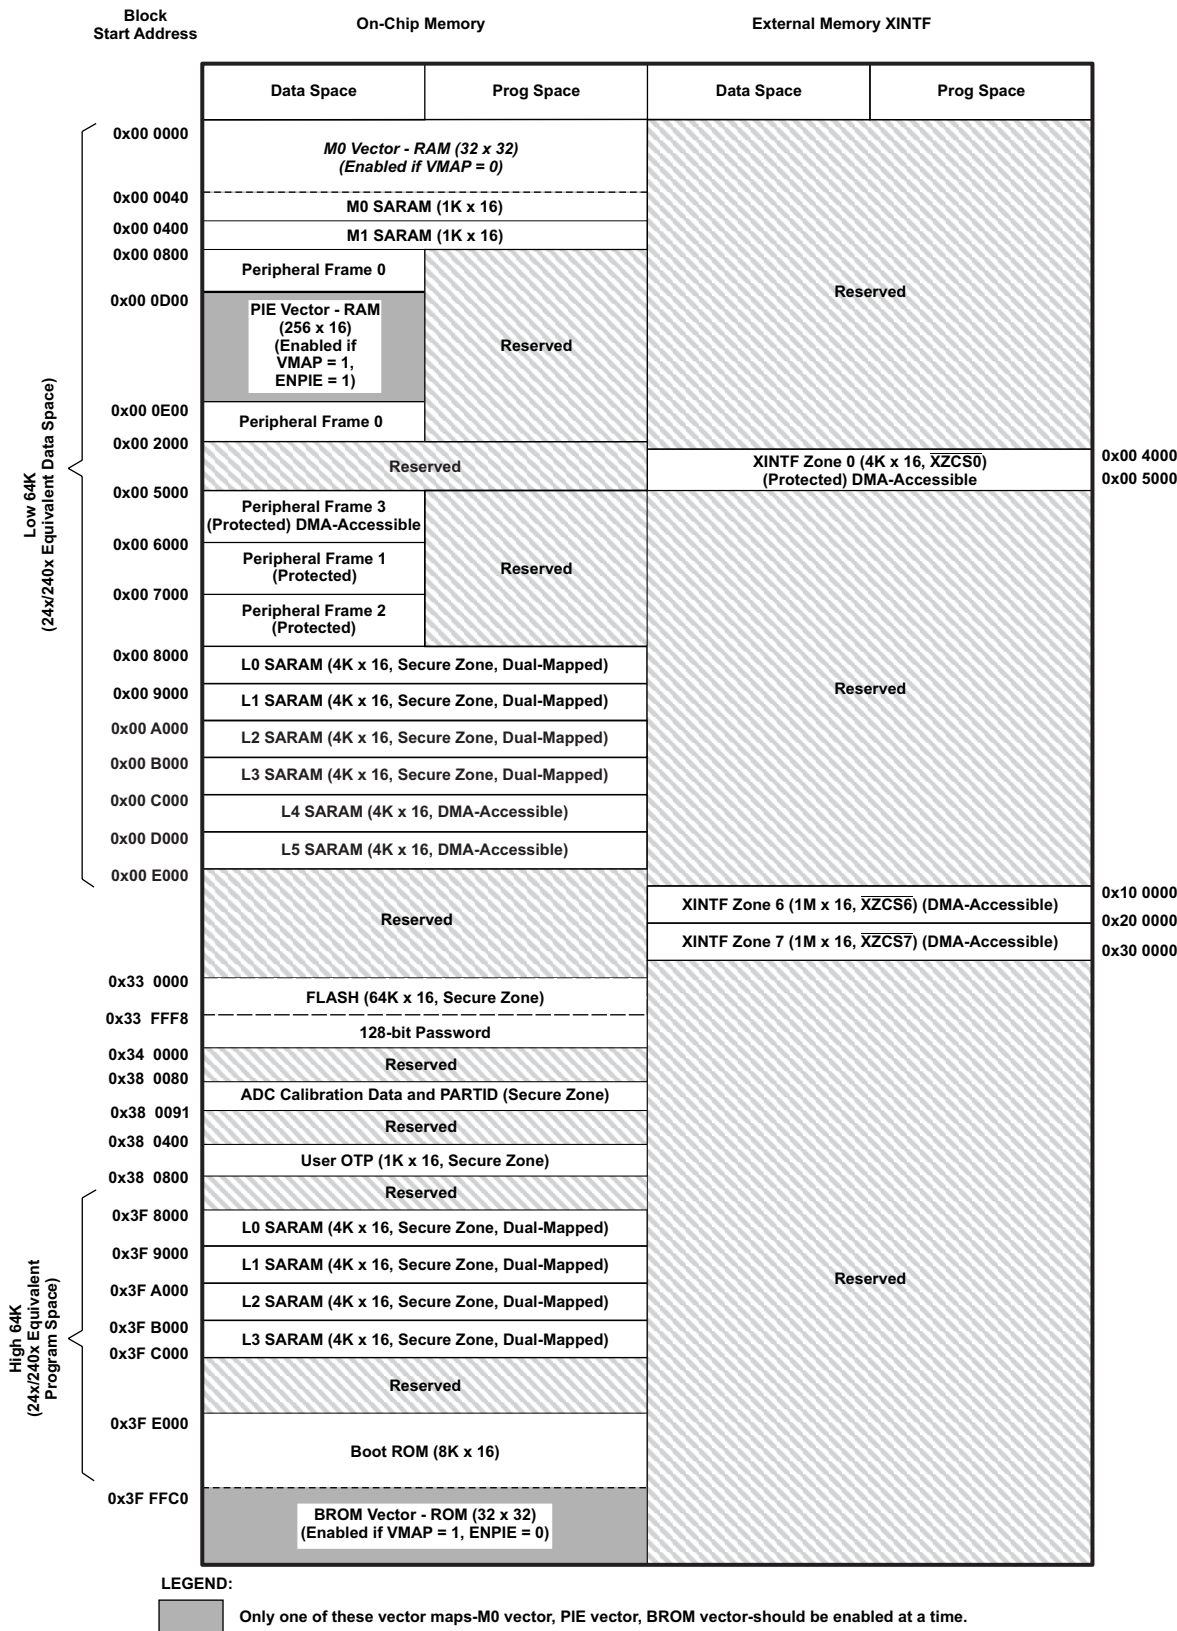 Block
Start Address
On-Chip Memory
External Memory XINTF
Data Space
Prog Space
Data Space
Prog Space
0x00 0000
M0 Vector - RAM (32 x 32)
(Enabled if VMAP = 0)
0x00 0040
M0 SARAM (1K x 16)
0x00 0400
M1 SARAM (1K x 16)
0x00 0800
Peripheral Frame 0
0x00 0D00
PIE Vector - RAM
(256 x 16)
(Enabled if
VMAP = 1,
ENPIE = 1)
Reserved
Reserved
0x00 0E00
Peripheral Frame 0
0x00 2000
Reserved
XINTF Zone 0 (4K x 16, XZCS0)
(Protected) DMA-Accessible
0x00 4000
0x00 5000
0x00 5000
Peripheral Frame 3
(Protected) DMA-Accessible
0x00 6000
Peripheral Frame 1
(Protected)
Reserved
0x00 7000
Peripheral Frame 2
(Protected)
0x00 8000
L0 SARAM (4K x 16, Secure Zone, Dual-Mapped)
0x00 9000
L1 SARAM (4K x 16, Secure Zone, Dual-Mapped)
Reserved
0x00 A000
L2 SARAM (4K x 16, Secure Zone, Dual-Mapped)
0x00 B000
L3 SARAM (4K x 16, Secure Zone, Dual-Mapped)
0x00 C000
L4 SARAM (4K x 16, DMA-Accessible)
0x00 D000
L5 SARAM (4K x 16, DMA-Accessible)
0x00 E000
Low 64K
(24x/240x Equivalent Data Space)
Reserved
XINTF Zone 6 (1M x 16, XZCS6) (DMA-Accessible)
0x10 0000
0x20 0000
XINTF Zone 7 (1M x 16, XZCS7) (DMA-Accessible)
0x30 0000
0x33 0000
FLASH (64K x 16, Secure Zone)
0x33 FFF8
128-bit Password
0x34 0000
Reserved
0x38 0080
ADC Calibration Data and PARTID (Secure Zone)
0x38 0091
Reserved
0x38 0400
User OTP (1K x 16, Secure Zone)
0x38 0800
Reserved
0x3F 8000
L0 SARAM (4K x 16, Secure Zone, Dual-Mapped)
0x3F 9000
L1 SARAM (4K x 16, Secure Zone, Dual-Mapped)
Reserved
0x3F A000
L2 SARAM (4K x 16, Secure Zone, Dual-Mapped)
0x3F B000
L3 SARAM (4K x 16, Secure Zone, Dual-Mapped)
0x3F C000
Reserved
High 64K
(24x/240x Equivalent
Program Space)
0x3F E000
Boot ROM (8K x 16)
0x3F FFC0
BROM Vector - ROM (32 x 32)
(Enabled if VMAP = 1, ENPIE = 0)
LEGEND:
Only one of these vector maps-M0 vector, PIE vector, BROM vector-should be enabled at a time.